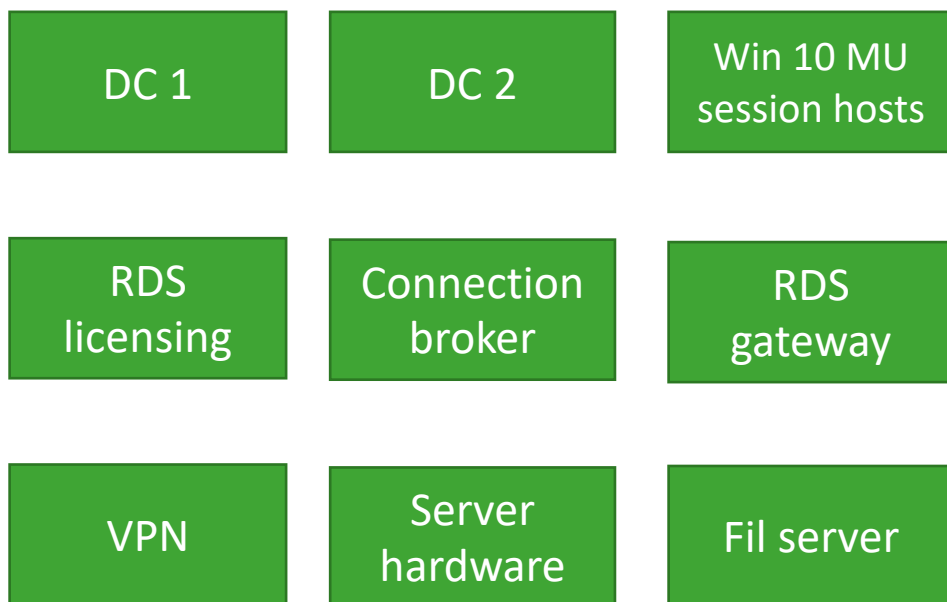 DC 1
DC 2
Win 10 MU
session hosts
RDS
licensing
Connection
broker
RDS
gateway
VPN
Server
hardware
Fil server